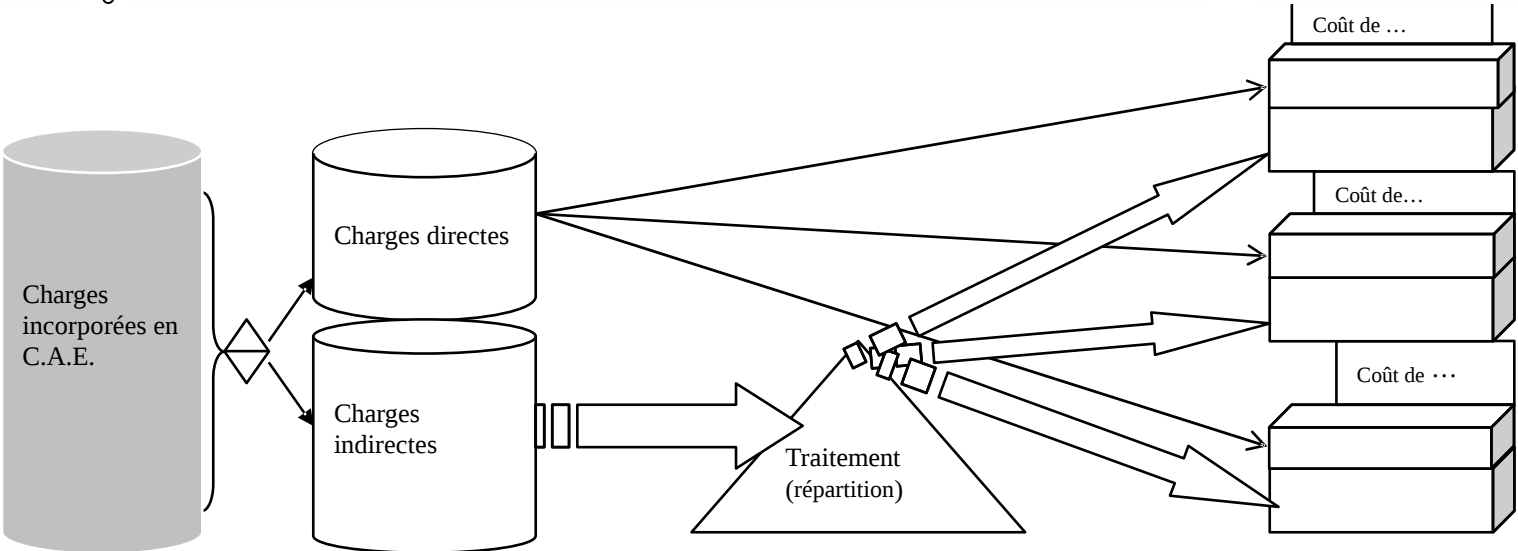 Coût de …
Charges directes
Coût de…
Charges
incorporées en
C.A.E.
Coût de …
Charges
indirectes
Traitement
(répartition)